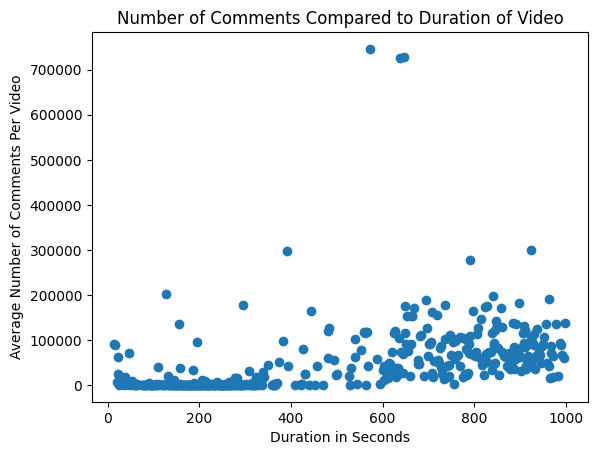 Number of Comments Compared to Duration of Video
Average Number of Comments Per Video
700000
600000
500000
400000
300000
200000
100000
0
0 200 400 600 800 1000
Duration in Seconds